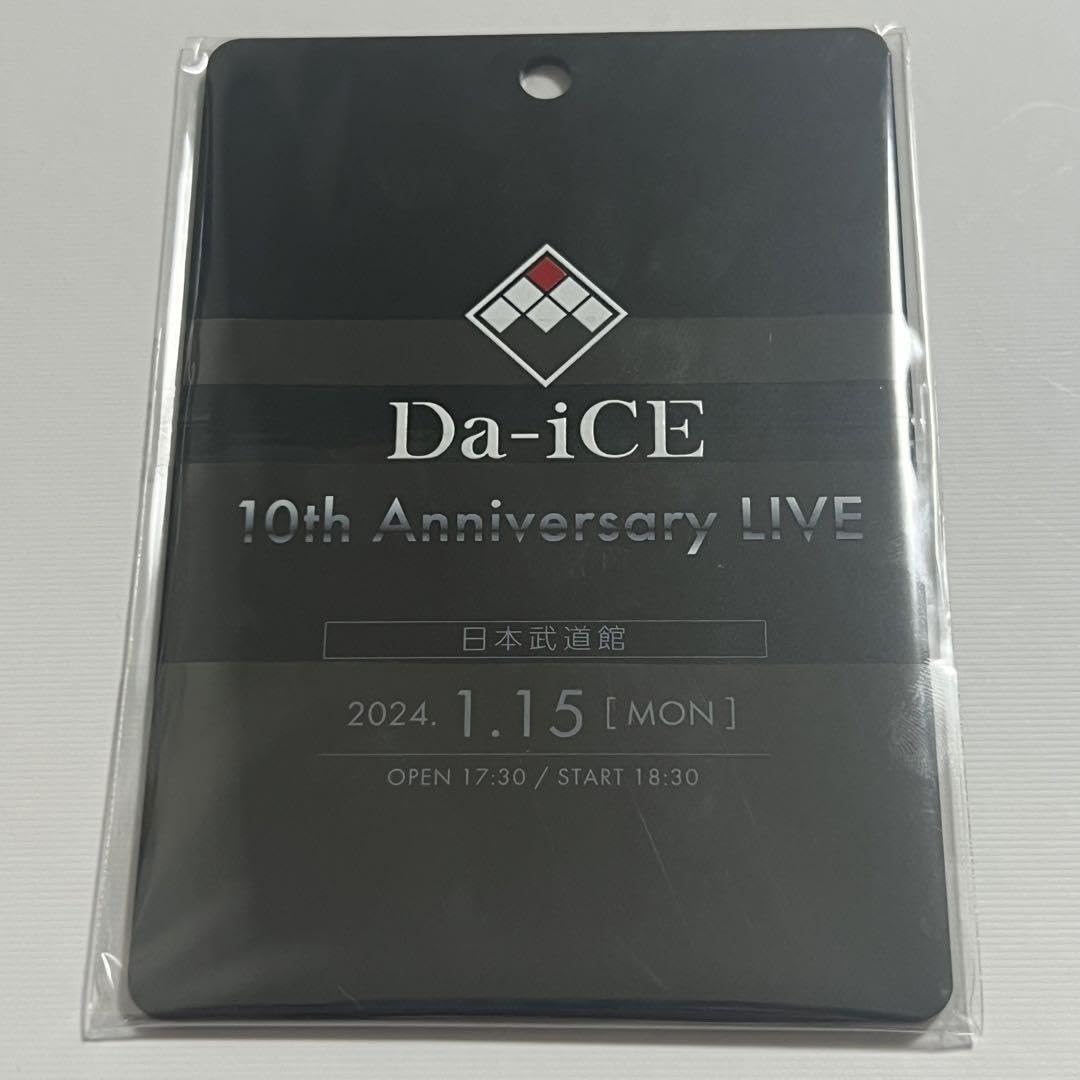 Da-iCE
10th Anniversary LIVE
日本武道館
2024. 1.15 [MON]
OPEN 17:30 / START 18:30